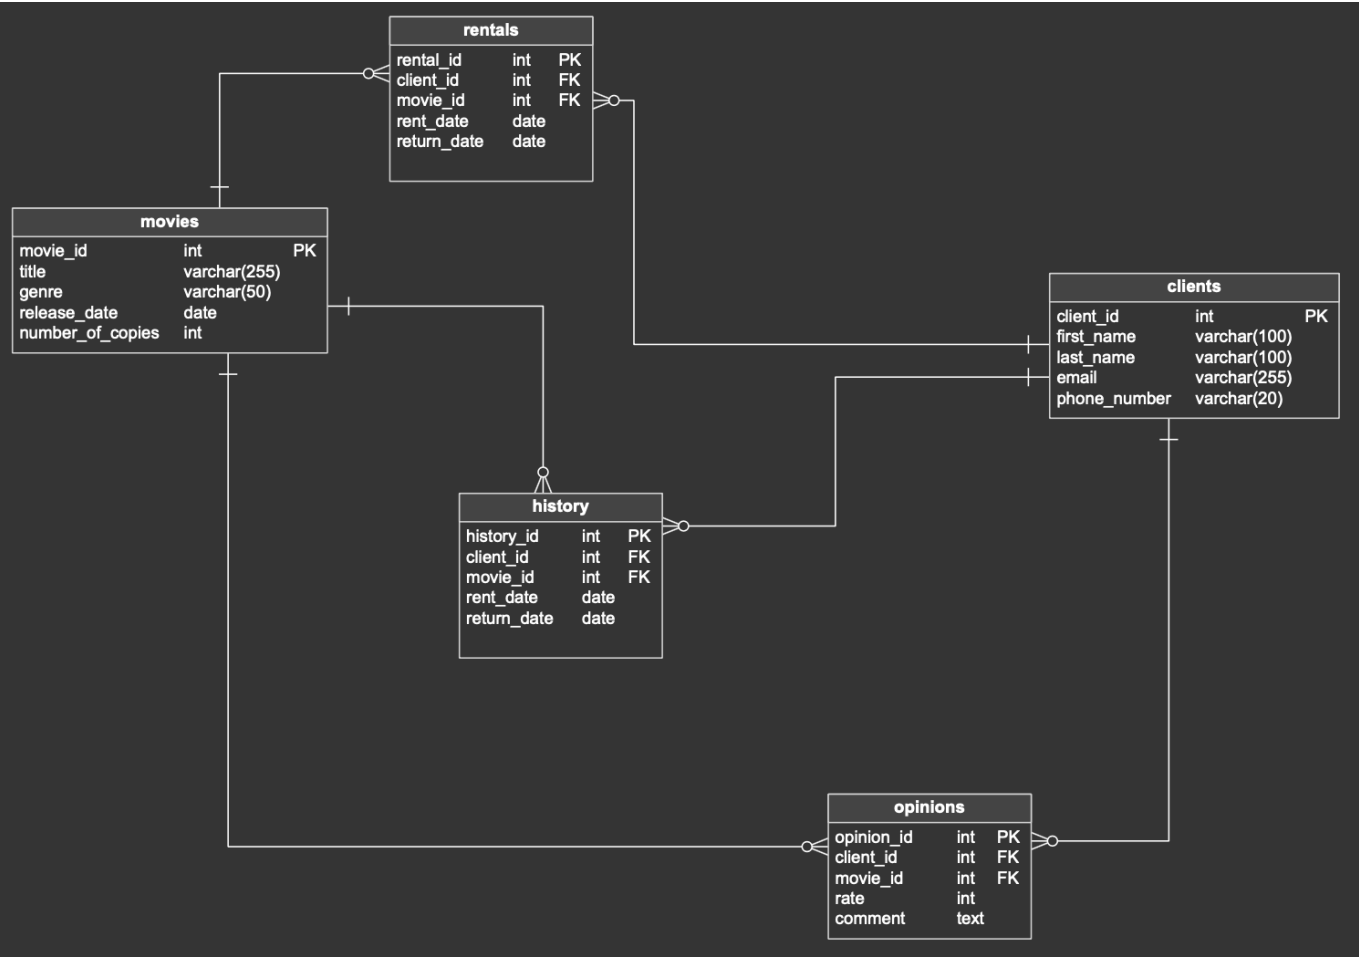 rentals
rental_id int PK
client_id int FK
movie_id int FK
rent_date date
return_date date
movies
movie_id int PK
title varchar(255)
genre varchar(50)
release_date date
number_of_copies int
clients
client_id int PK
first_name varchar(100)
last_name varchar(100)
email varchar(255)
phone_number varchar(20)
history
history_id int PK
client_id int FK
movie_id int FK
rent_date date
return_date date
opinions
opinion_id int PK
client_id int FK
movie_id int FK
rate int
comment text